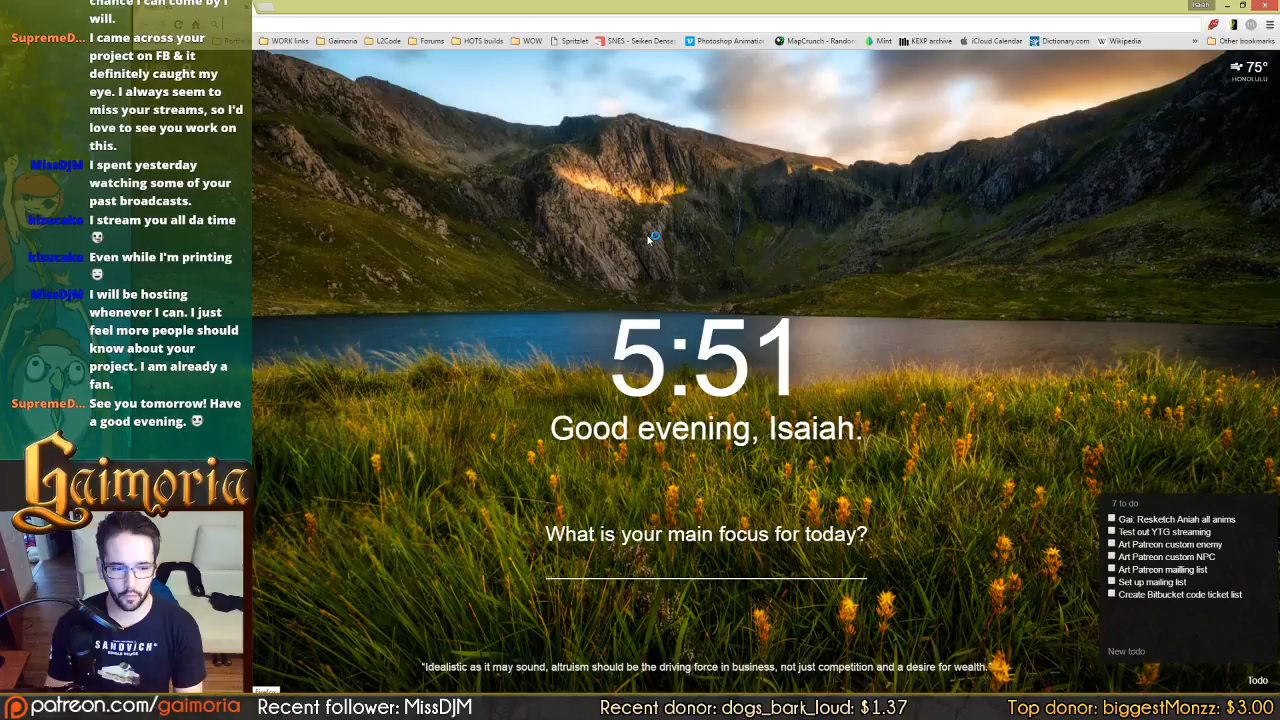 chance I can come by I
will.
SupremeD... I came across your
project on FB & it
definitely caught my
eye. I always seem to
miss your streams, so I'd
love to see you work on
this.
MissDJM I spent yesterday
watching some of your
past broadcasts.
I stream you all da time
Even while I'm printing
MissDJM I will be hosting
whenever I can. I just
feel more people should
know about your
project. I am already a
fan.
SupremeD... See you tomorrow! Have
a good evening.
Gaimoria
SANDVICH
patreon.com/gaimoria
Isaiah
WORK links Gaimoria L2Code Forums HOTS builds WOW Spritzlet SNES - Seiken Dense Photoshop Animati MapCrunch - Rando Mint KEXP archive iCloud Calendar Dictionary.com Wikipedia » Other bookmarks
75°
HONOLULU
5:51
Good evening, Isaiah.
What is your main focus for today?
7 to do
Gai: Resketch Aniah all anims
Test out YTG streaming
Art Patreon custom enemy
Art Patreon custom NPC
Art Patreon mailling list
Set up mailing list
Create Bitbucket code ticket list
New todo
Todo
"Idealistic as it may sound, altruism should be the driving force in business, not just competition and a desire for wealth."
Firefox
Recent follower: MissDJM
Recent donor: dogs_bark_loud: $1.37
Top donor: biggestMonzz: $3.00